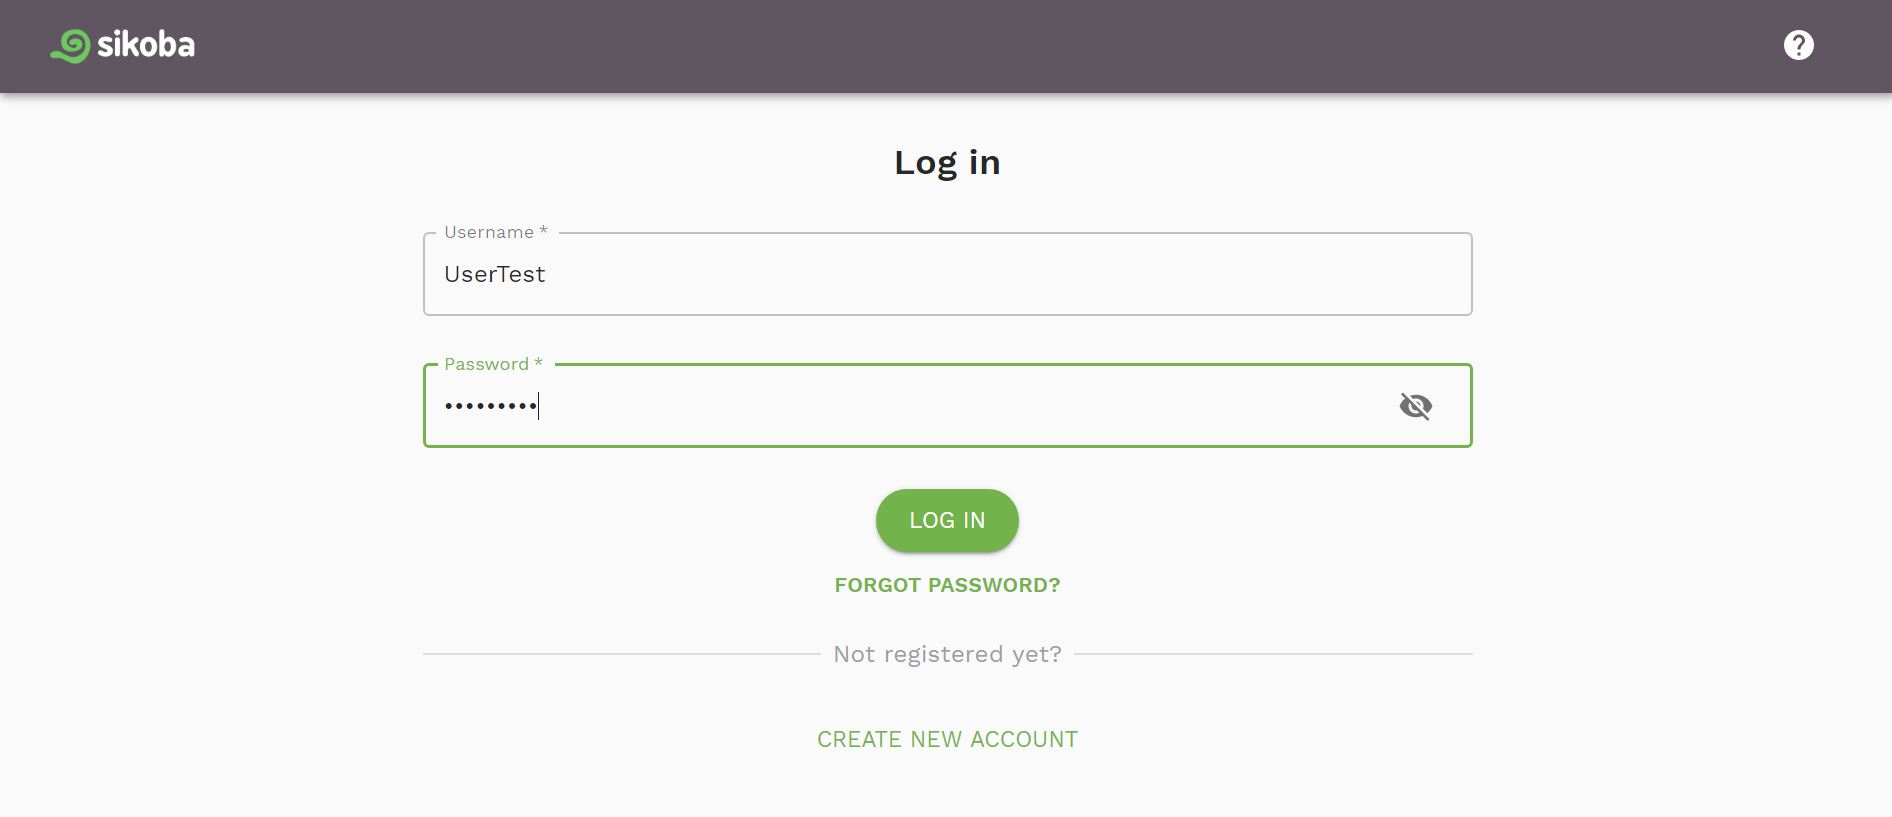 sikoba
Log in
Username *
UserTest
Password *
•••••••••
LOG IN
FORGOT PASSWORD?
Not registered yet?
CREATE NEW ACCOUNT